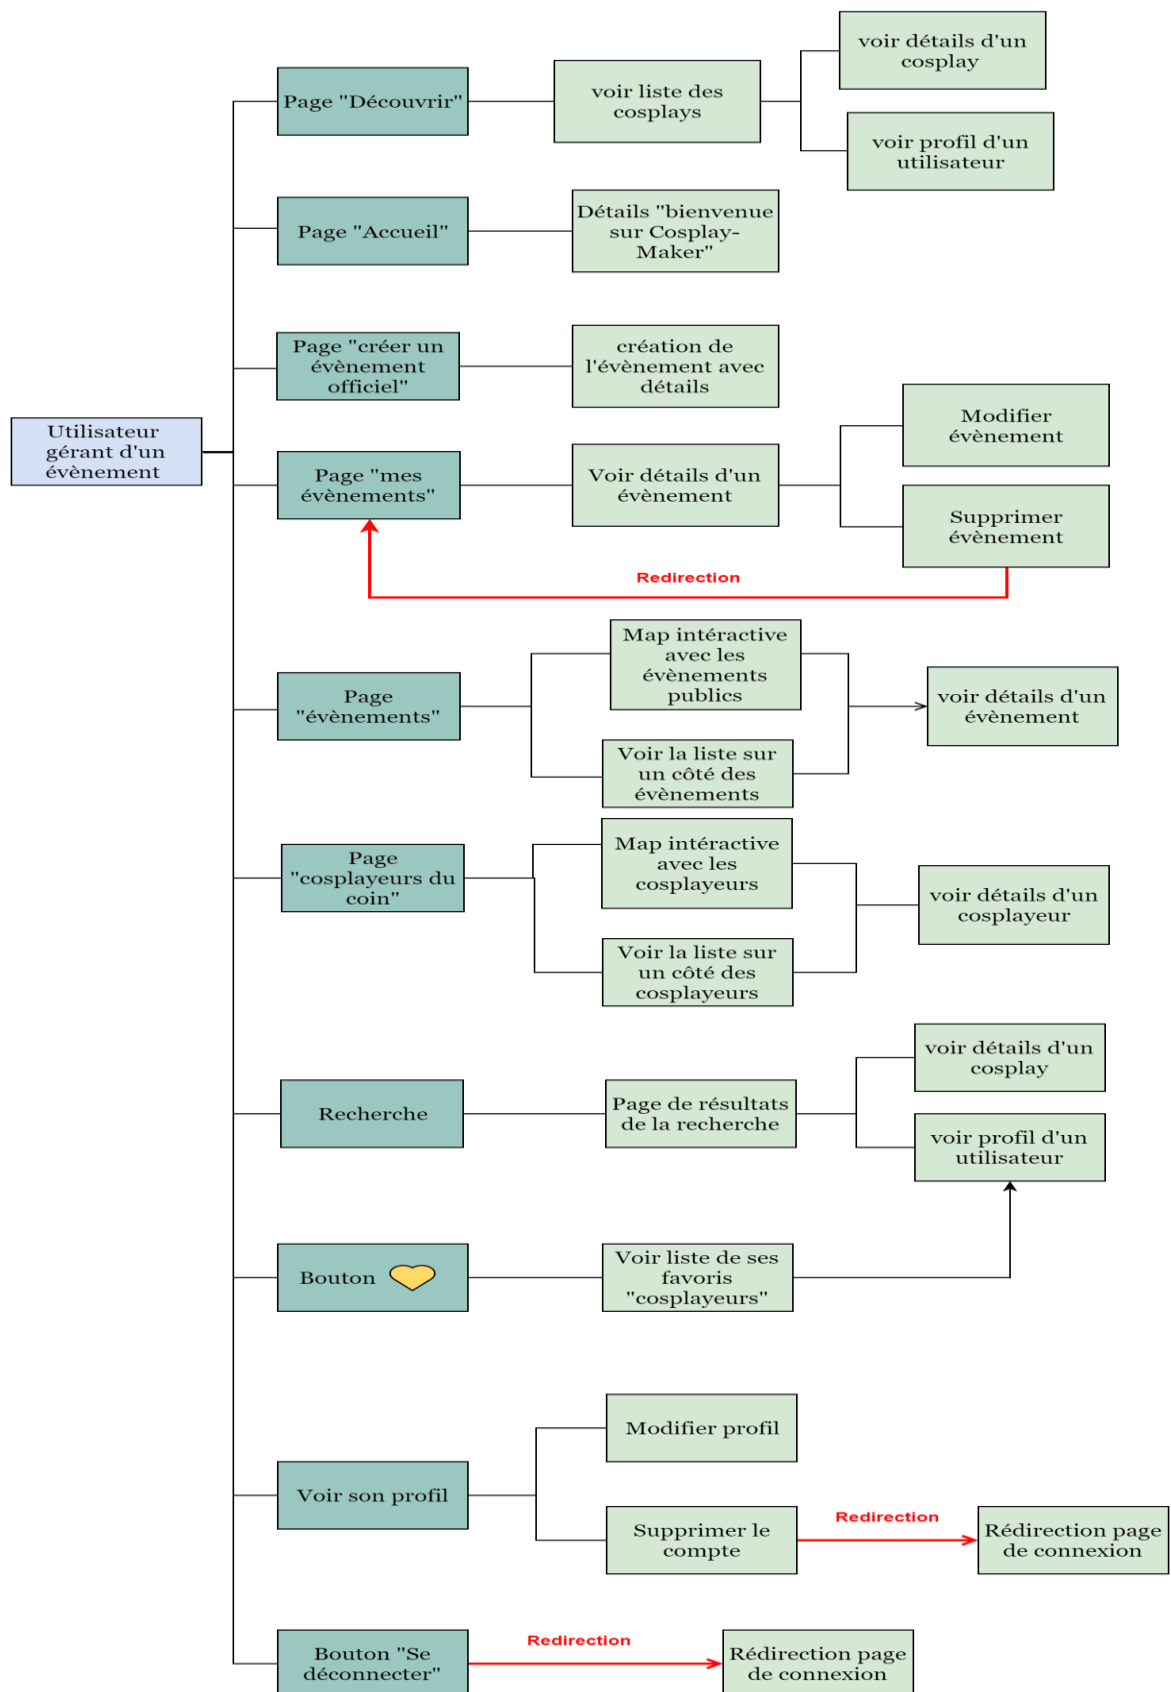 voir détails d'un
cosplay
Page "Découvrir"
voir liste des
cosplays
voir profil d'un
utilisateur
Page "Accueil"
Détails "bienvenue
sur Cosplay-
Maker"
Page "créer un
évènement
officiel"
création de
l'évènement avec
détails
Utilisateur
gérant d'un
évènement
Page "mes
évènements"
Voir détails d'un
évènement
Modifier
évènement
Supprimer
évènement
Redirection
Page
"évènements"
Map intéractive
avec les
évènements
publics
Voir la liste sur
un côté des
évènements
voir détails d'un
évènement
Page
"cosplayeurs du
coin"
Map intéractive
avec les
cosplayeurs
Voir la liste sur
un côté des
cosplayeurs
voir détails d'un
cosplayeur
Recherche
Page de résultats
de la recherche
voir détails d'un
cosplay
voir profil d'un
utilisateur
Bouton
Voir liste de ses
favoris
"cosplayeurs"
Voir son profil
Modifier profil
Supprimer le
compte
Redirection
Rédirection page
de connexion
Bouton "Se
déconnecter"
Redirection
Rédirection page
de connexion